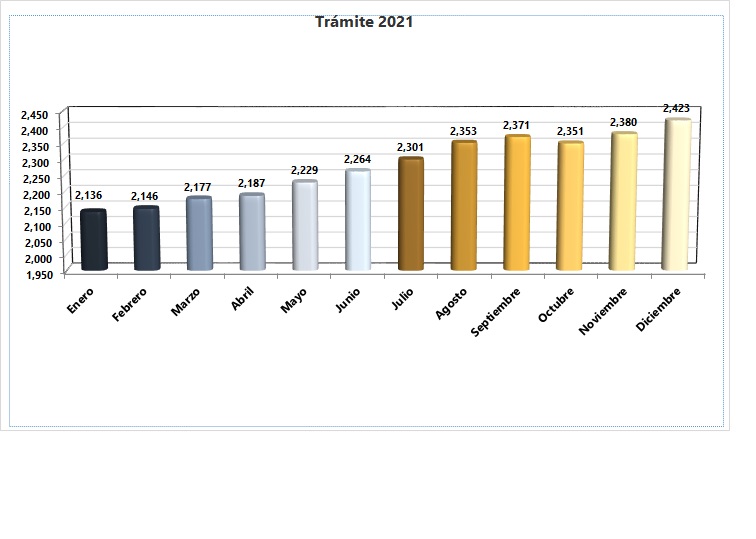 Trámite 2021
2,450
2,400
2,350
2,300
2,250
2,200
2,150
2,100
2,050
2,000
1,950
2,136
2,146
2,177
2,187
2,229
2,264
2,301
2,353
2,371
2,351
2,380
2,423
Enero
Febrero
Marzo
Abril
Mayo
Junio
Julio
Agosto
Septiembre
Octubre
Noviembre
Diciembre